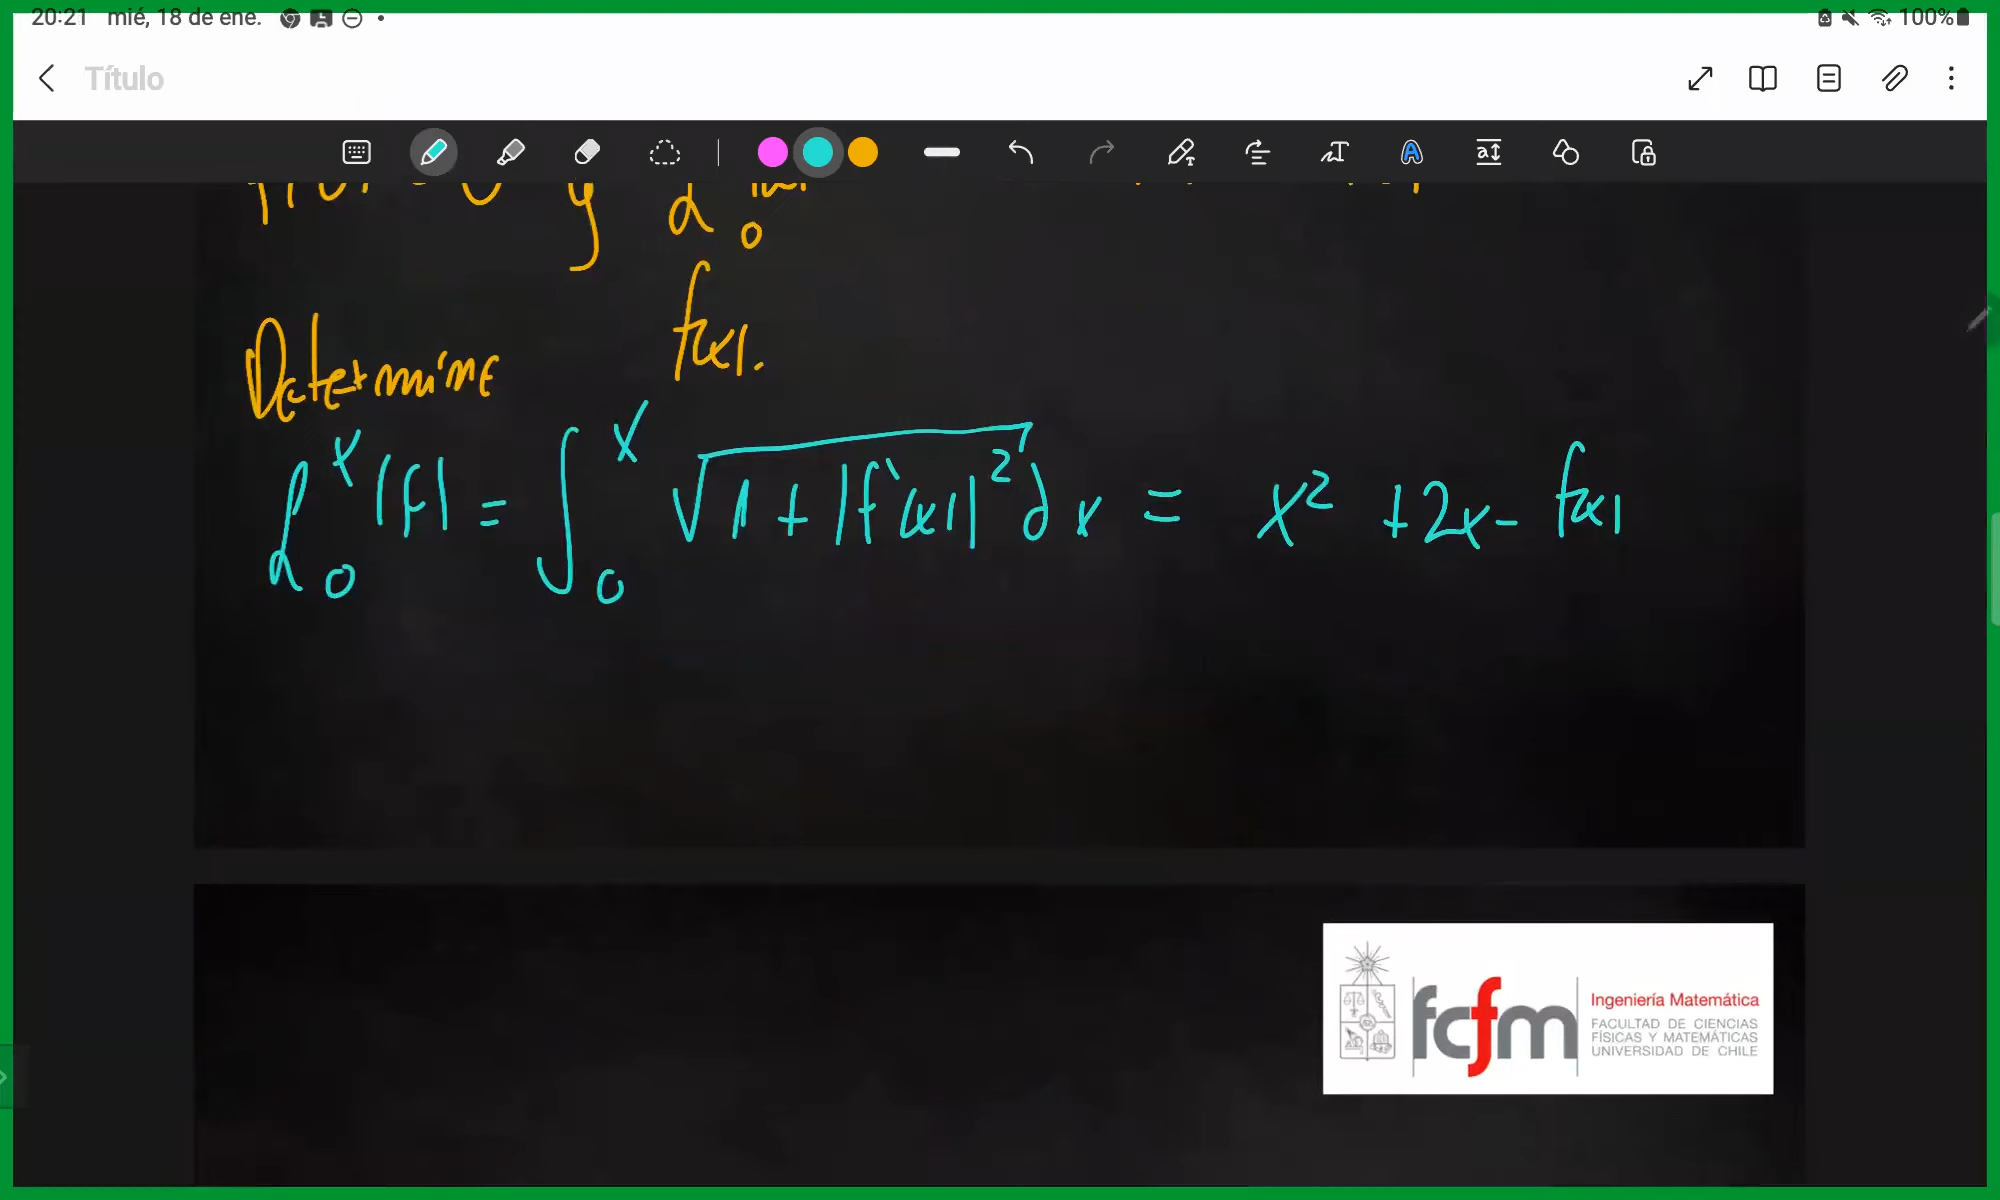 20:21 mié, 18 de ene. 100%
Título
y L 0
Determine f(x).
L₀ˣ(f) = ∫₀ˣ √(1+(f'(x))²) dx = x² + 2x - f(x)
fcfm
Ingeniería Matemática
FACULTAD DE CIENCIAS
FÍSICAS Y MATEMÁTICAS
UNIVERSIDAD DE CHILE